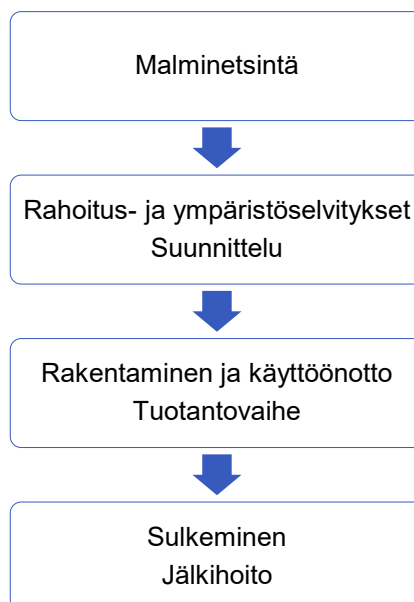 Malminetsintä
Rahoitus- ja ympäristöselvitykset
Suunnittelu
Rakentaminen ja käyttöönotto
Tuotantovaihe
Sulkeminen
Jälkihoito